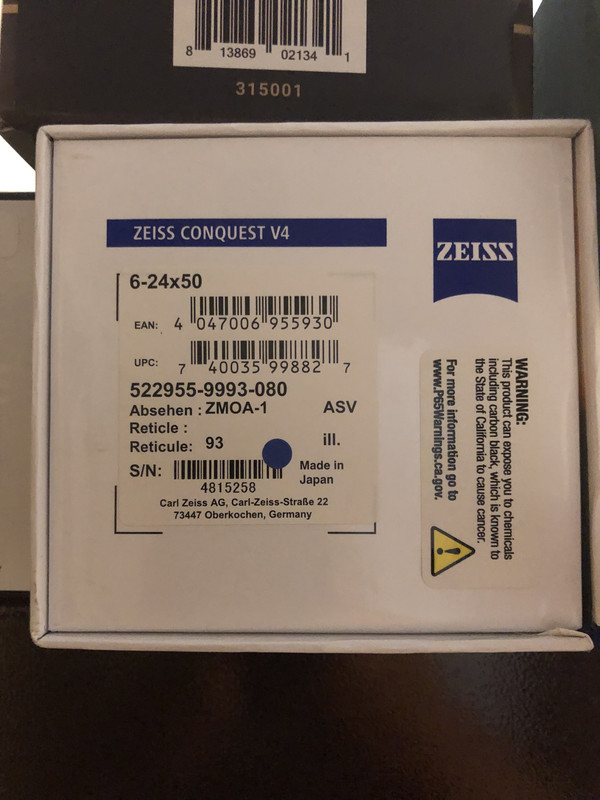 8 13869 02134 1
315001
ZEISS CONQUEST V4
ZEISS
6-24x50
EAN: 4 047006 955930
UPC: 7 40035 99882 7
522955-9993-080
Absehen : ZMOA-1 ASV
Reticle :
Reticule: 93 ill.
S/N:
4815258
Made in
Japan
Carl Zeiss AG, Carl-Zeiss-Straße 22
73447 Oberkochen, Germany
WARNING:
This product can expose you to chemicals
including carbon black, which is known to
the State of California to cause cancer.
For more information go to
www.P65Warnings.ca.gov.